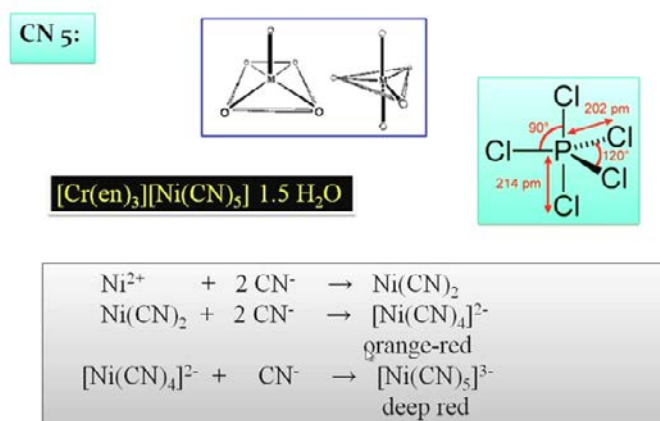 CN 5:
M
M
Cl
202 pm
90°
Cl
P
Cl
120°
Cl
214 pm
Cl
[Cr(en)₃][Ni(CN)₅] 1.5 H₂O
Ni²⁺ + 2 CN⁻ → Ni(CN)₂
Ni(CN)₂ + 2 CN⁻ → [Ni(CN)₄]²⁻
orange-red
[Ni(CN)₄]²⁻ + CN⁻ → [Ni(CN)₅]³⁻
deep red